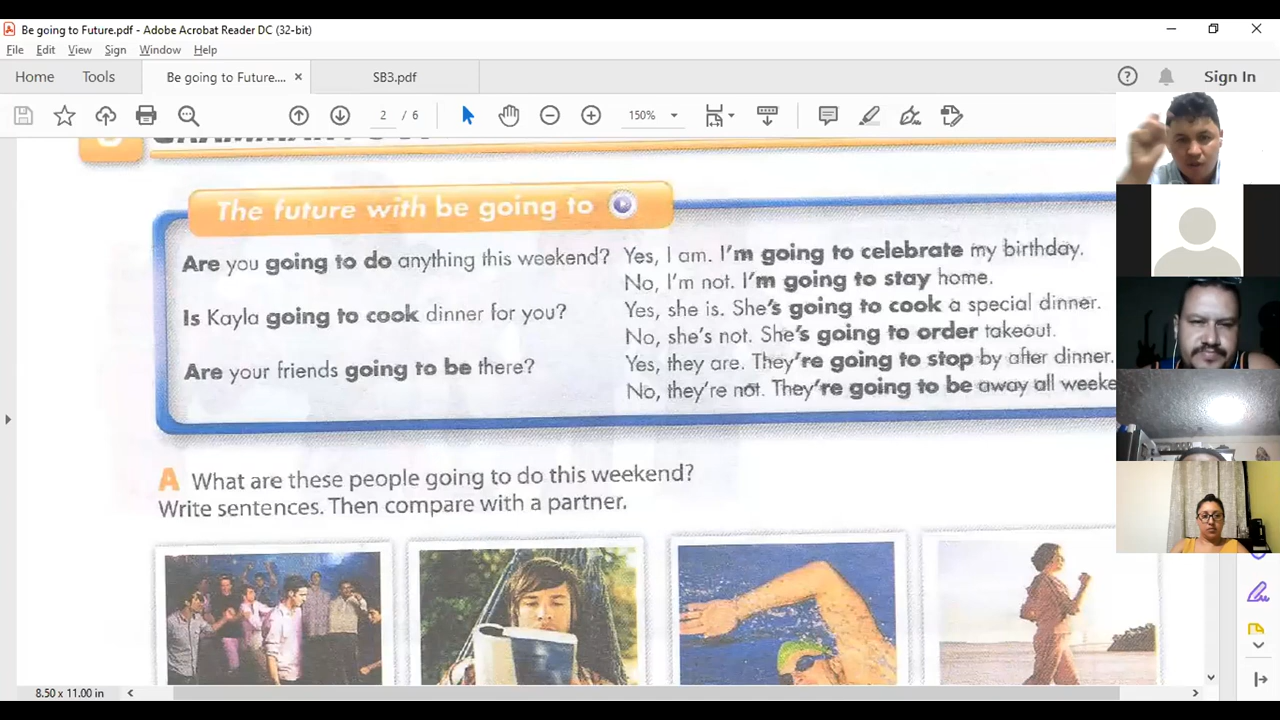 Be going to Future.pdf - Adobe Acrobat Reader DC (32-bit)
File Edit View Sign Window Help
Home Tools Be going to Future.... × SB3.pdf Sign In
2 / 6 150%
The future with be going to
Are you going to do anything this weekend? Yes, I am. I'm going to celebrate my birthday.
No, I'm not. I'm going to stay home.
Is Kayla going to cook dinner for you? Yes, she is. She's going to cook a special dinner.
No, she's not. She's going to order takeout.
Are your friends going to be there? Yes, they are. They're going to stop by after dinner.
No, they're not. They're going to be away all weeke
A What are these people going to do this weekend?
Write sentences. Then compare with a partner.
8.50 x 11.00 in